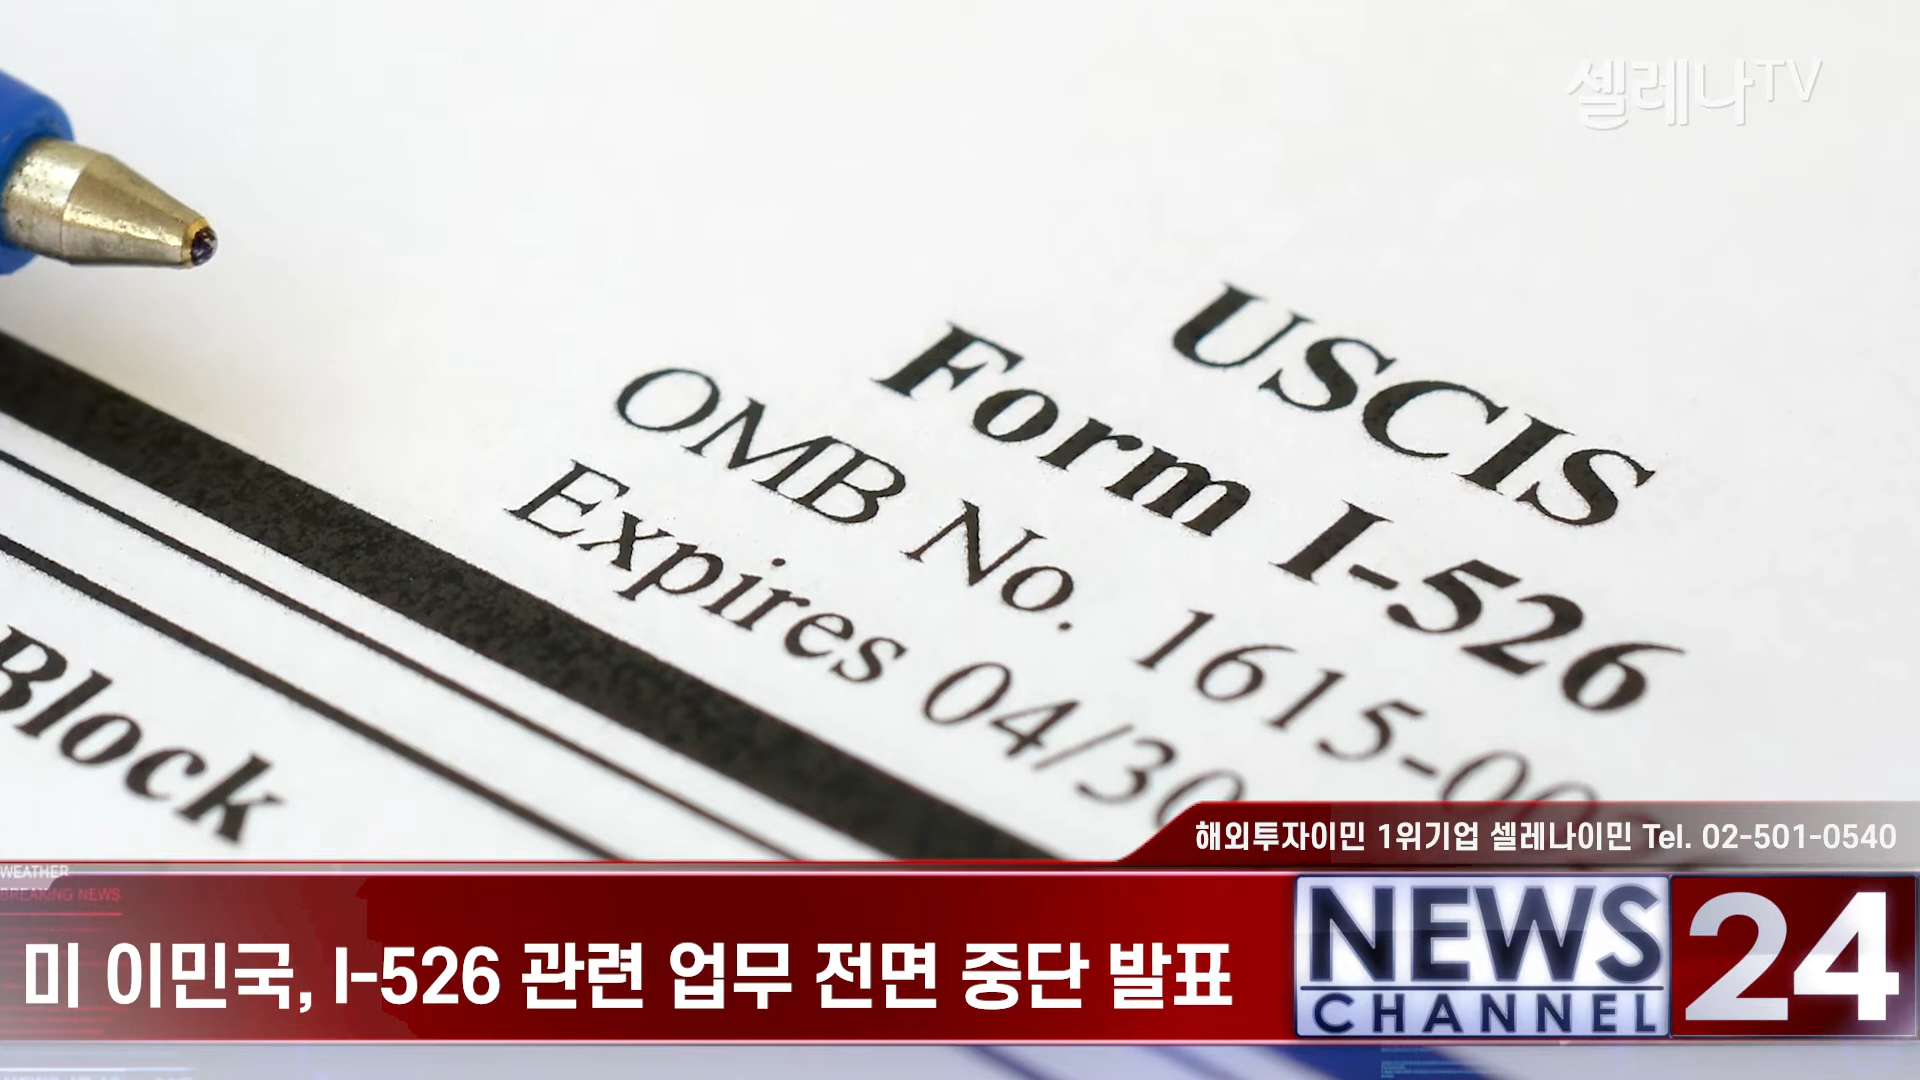 셀레나TV
USCIS
Form I-526
OMB No. 1615-00
Expires 04/30
Block
해외투자이민 1위기업 셀레나이민 Tel. 02-501-0540
WEATHER
BREAKING NEWS
미 이민국, I-526 관련 업무 전면 중단 발표
NEWS 24
CHANNEL